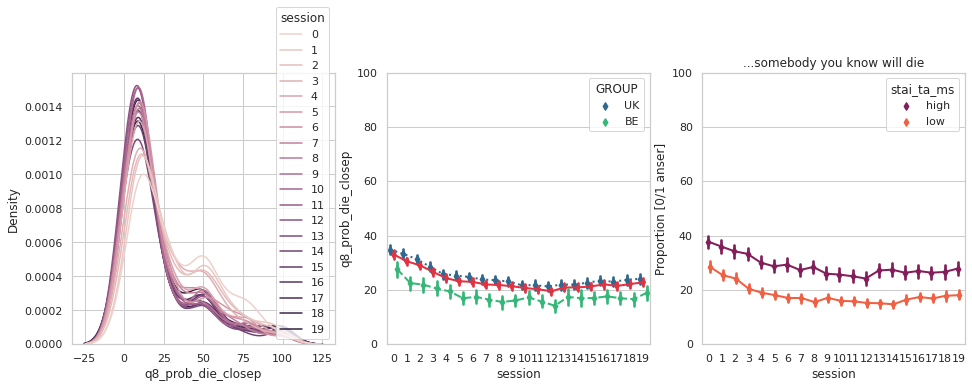 session
0
1
2
3
4
5
6
7
8
9
10
11
12
13
14
15
16
17
18
19
Density
0.0014
0.0012
0.0010
0.0008
0.0006
0.0004
0.0002
0.0000
−25 0 25 50 75 100 125
q8_prob_die_closep
q8_prob_die_closep
100
80
60
40
20
0
GROUP
UK
BE
0 1 2 3 4 5 6 7 8 9 10 11 12 13 14 15 16 17 18 19
session
...somebody you know will die
Proportion [0/1 anser]
100
80
60
40
20
0
stai_ta_ms
high
low
0 1 2 3 4 5 6 7 8 9 10 11 12 13 14 15 16 17 18 19
session